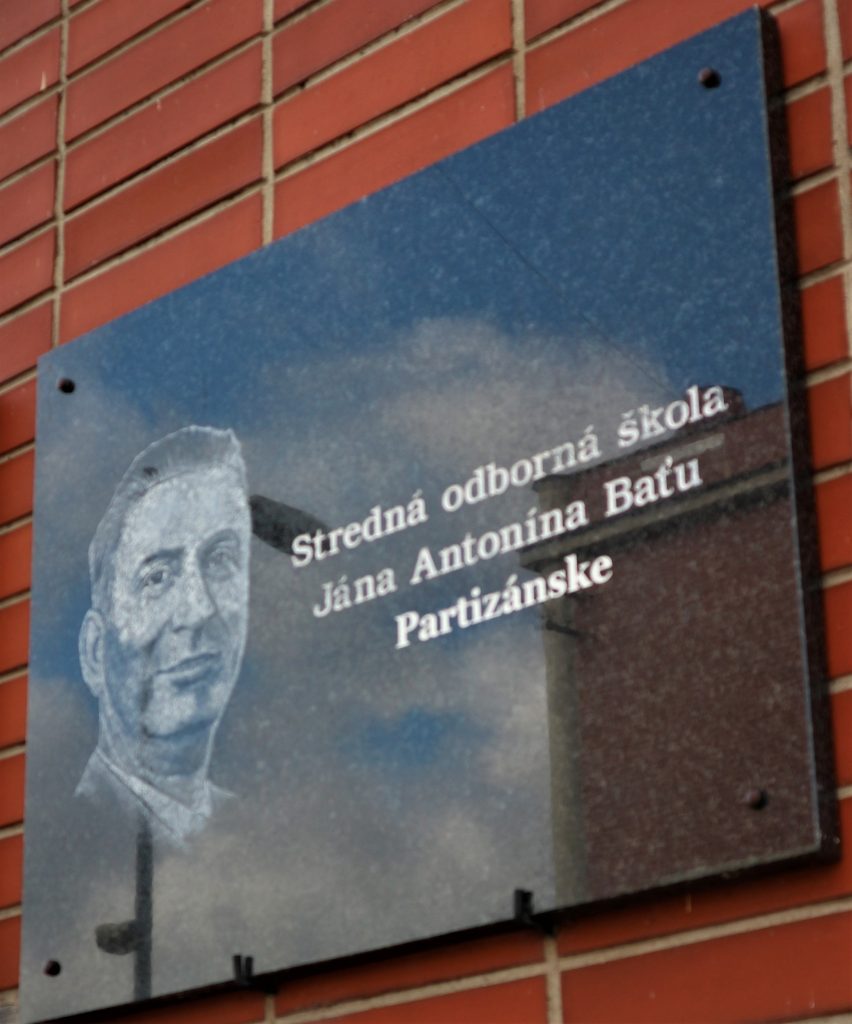 Stredná odborná škola
Jána Antonína Baťu
Partizánske